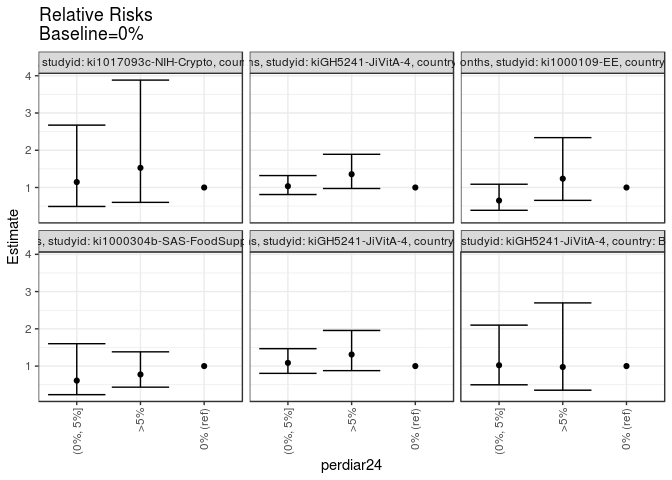 Relative Risks
Baseline=0%
, studyid: ki1017093c-NIH-Crypto, coun
ns, studyid: kiGH5241-JiVitA-4, country
onths, studyid: ki1000109-EE, country
4
3
2
1
s, studyid: ki1000304b-SAS-FoodSupp
ns, studyid: kiGH5241-JiVitA-4, country
studyid: kiGH5241-JiVitA-4, country: B
4
3
2
1
Estimate
(0%, 5%]
>5%
0% (ref)
(0%, 5%]
>5%
0% (ref)
(0%, 5%]
>5%
0% (ref)
perdiar24